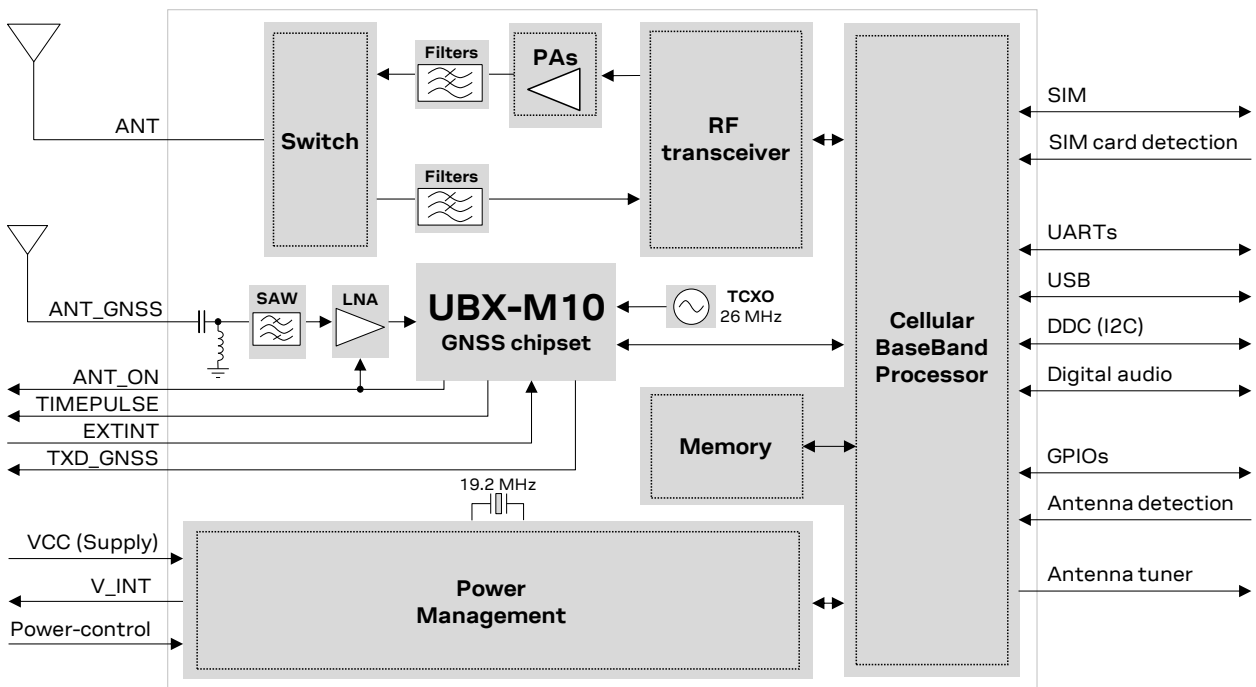 Filters
PAs
ANT
Switch
RF
transceiver
SIM
SIM card detection
Filters
UARTs
USB
DDC (I2C)
Digital audio
ANT_GNSS
SAW
LNA
UBX-M10
GNSS chipset
TCXO
26 MHz
Cellular
BaseBand
Processor
ANT_ON
TIMEPULSE
EXTINT
TXD_GNSS
Memory
GPIOs
Antenna detection
19.2 MHz
VCC (Supply)
V_INT
Power-control
Power
Management
Antenna tuner